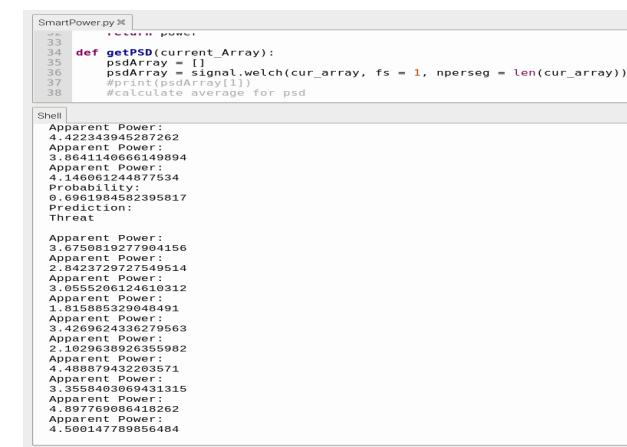 SmartPower.py ✕
32 return power
33
34 def getPSD(current_Array):
35 psdArray = []
36 psdArray = signal.welch(cur_array, fs = 1, nperseg = len(cur_array))
37 #print(psdArray[1])
38 #calculate average for psd
Shell
Apparent Power:
4.422343945287262
Apparent Power:
3.8641140666149894
Apparent Power:
4.146061244877534
Probability:
0.6961984582395817
Prediction:
Threat
Apparent Power:
3.6750819277904156
Apparent Power:
2.8423729727549514
Apparent Power:
3.0555206124610312
Apparent Power:
1.815885329048491
Apparent Power:
3.4269624336279563
Apparent Power:
2.1029638926355982
Apparent Power:
4.488879432203571
Apparent Power:
3.3558403069431315
Apparent Power:
4.897769086418262
Apparent Power:
4.500147789856484